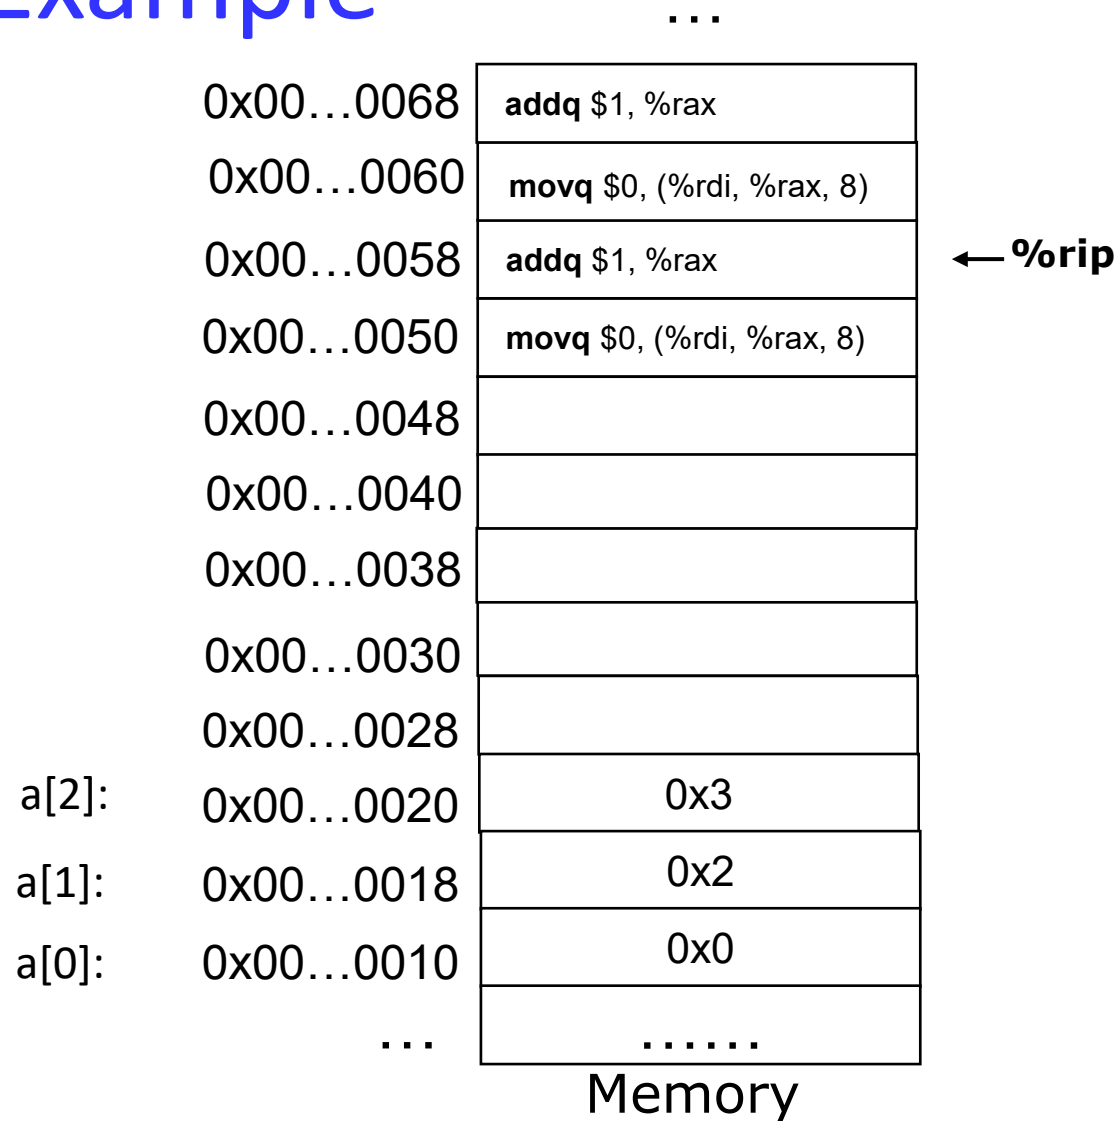 Example
...
0x00...0068 addq $1, %rax
0x00...0060 movq $0, (%rdi, %rax, 8)
0x00...0058 addq $1, %rax %rip
0x00...0050 movq $0, (%rdi, %rax, 8)
0x00...0048
0x00...0040
0x00...0038
0x00...0030
0x00...0028
a[2]: 0x00...0020 0x3
a[1]: 0x00...0018 0x2
a[0]: 0x00...0010 0x0
... ......
Memory